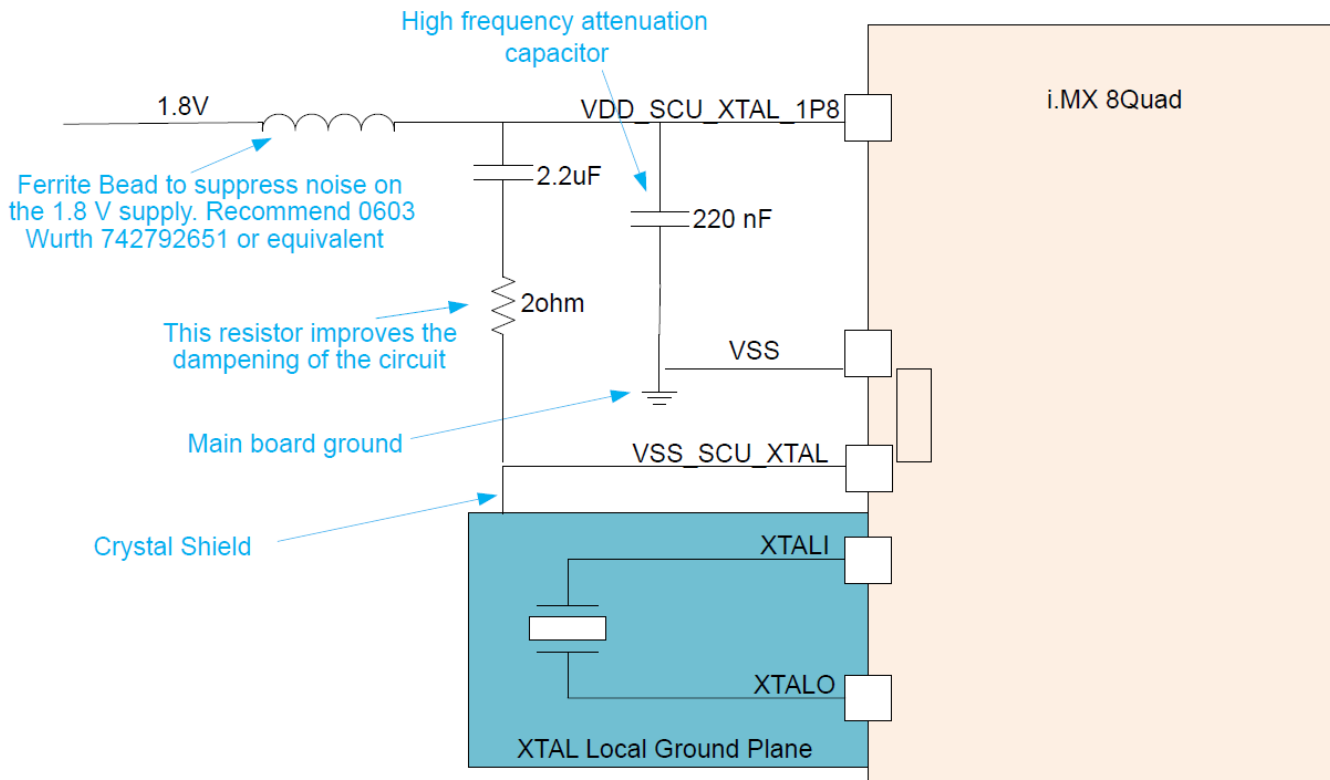 High frequency attenuation
capacitor
i.MX 8Quad
1.8V
VDD_SCU_XTAL_1P8
Ferrite Bead to suppress noise on
the 1.8 V supply. Recommend 0603
Wurth 742792651 or equivalent
2.2uF
220 nF
2ohm
This resistor improves the
dampening of the circuit
VSS
Main board ground
VSS_SCU_XTAL
Crystal Shield
XTALI
XTALO
XTAL Local Ground Plane